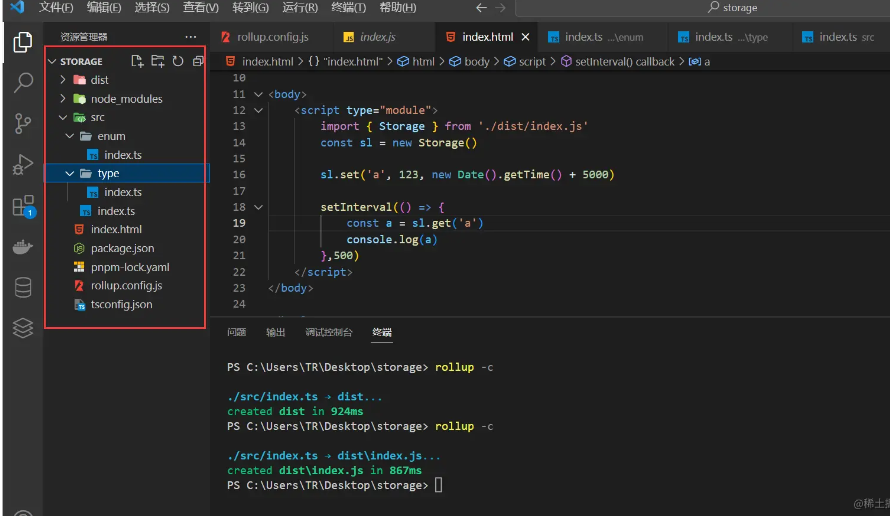 文件(F) 编辑(E) 选择(S) 查看(V) 转到(G) 运行(R) 终端(T) 帮助(H) storage
资源管理器
STORAGE
dist
node_modules
src
enum
index.ts
type
index.ts
index.ts
index.html
package.json
pnpm-lock.yaml
rollup.config.js
tsconfig.json
1
rollup.config.js index.js index.html index.ts ...\enum index.ts ...\type index.ts src
index.html > {} "index.html" > html > body > script > setInterval() callback > a
10
11 <body>
12 <script type="module">
13 import { Storage } from './dist/index.js'
14 const sl = new Storage()
15
16 sl.set('a', 123, new Date().getTime() + 5000)
17
18 setInterval(() => {
19 const a = sl.get('a')
20 console.log(a)
21 },500)
22 </script>
23 </body>
24
问题 输出 调试控制台 终端
PS C:\Users\TR\Desktop\storage> rollup -c
./src/index.ts → dist...
created dist in 924ms
PS C:\Users\TR\Desktop\storage> rollup -c
./src/index.ts → dist\index.js...
created dist\index.js in 867ms
PS C:\Users\TR\Desktop\storage>
@稀土